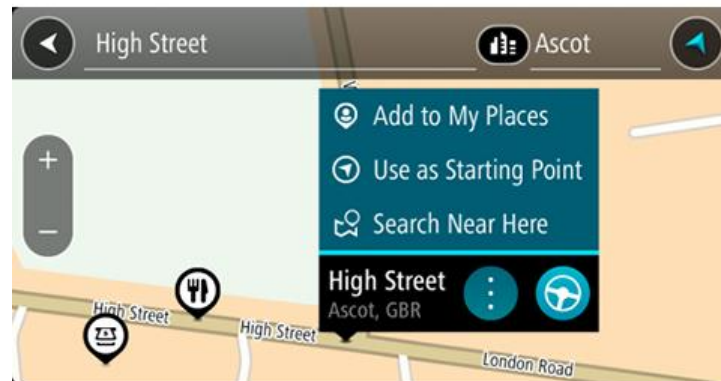 High Street
Ascot
Add to My Places
Use as Starting Point
Search Near Here
High Street
Ascot, GBR
High Street
High Street
London Road